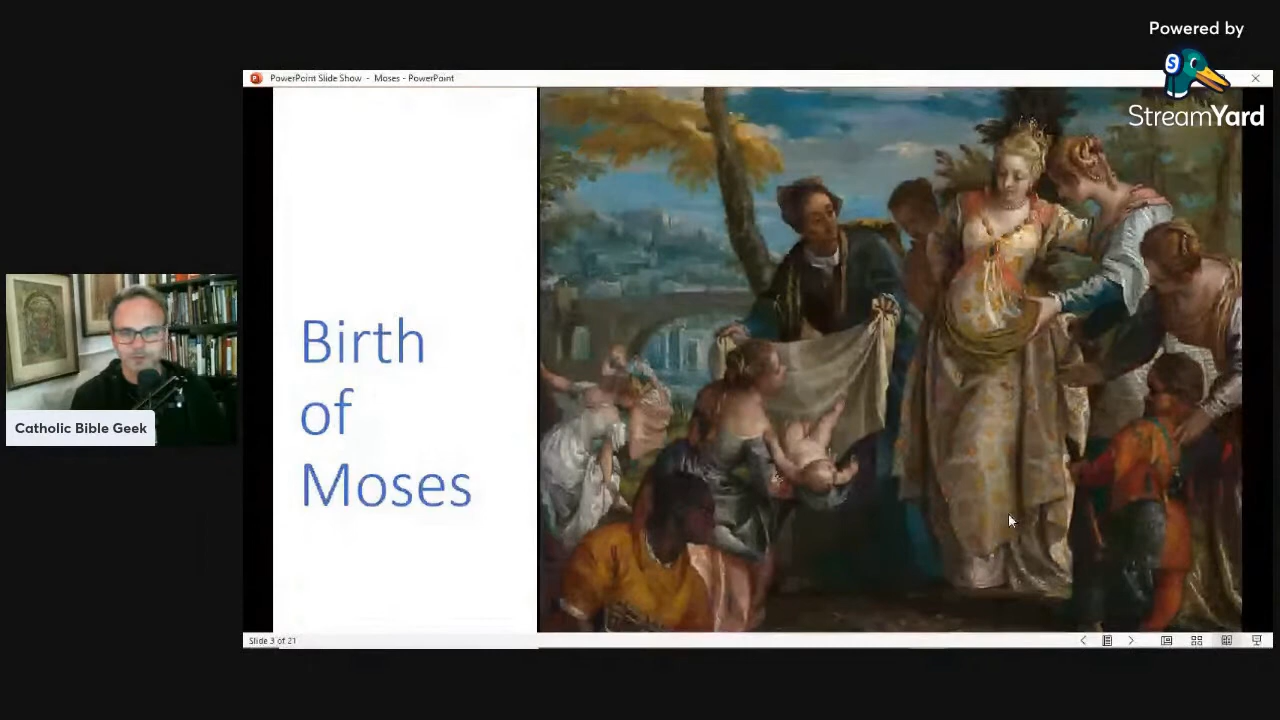 Powered by
StreamYard
PowerPoint Slide Show - Moses - PowerPoint
Birth
of
Moses
Catholic Bible Geek
Slide 3 of 21